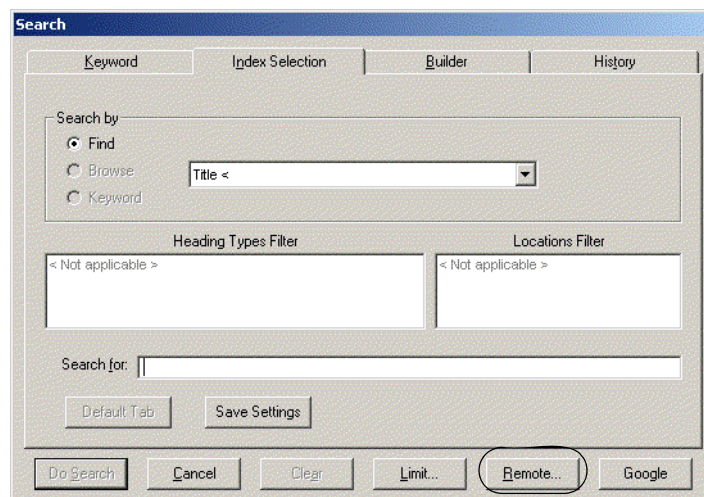 Search
Keyword Index Selection Builder History
Search by
Find
Browse
Title <
Keyword
Heading Types Filter Locations Filter
< Not applicable > < Not applicable >
Search for:
Default Tab Save Settings
Do Search Cancel Clear Limit... Remote... Google